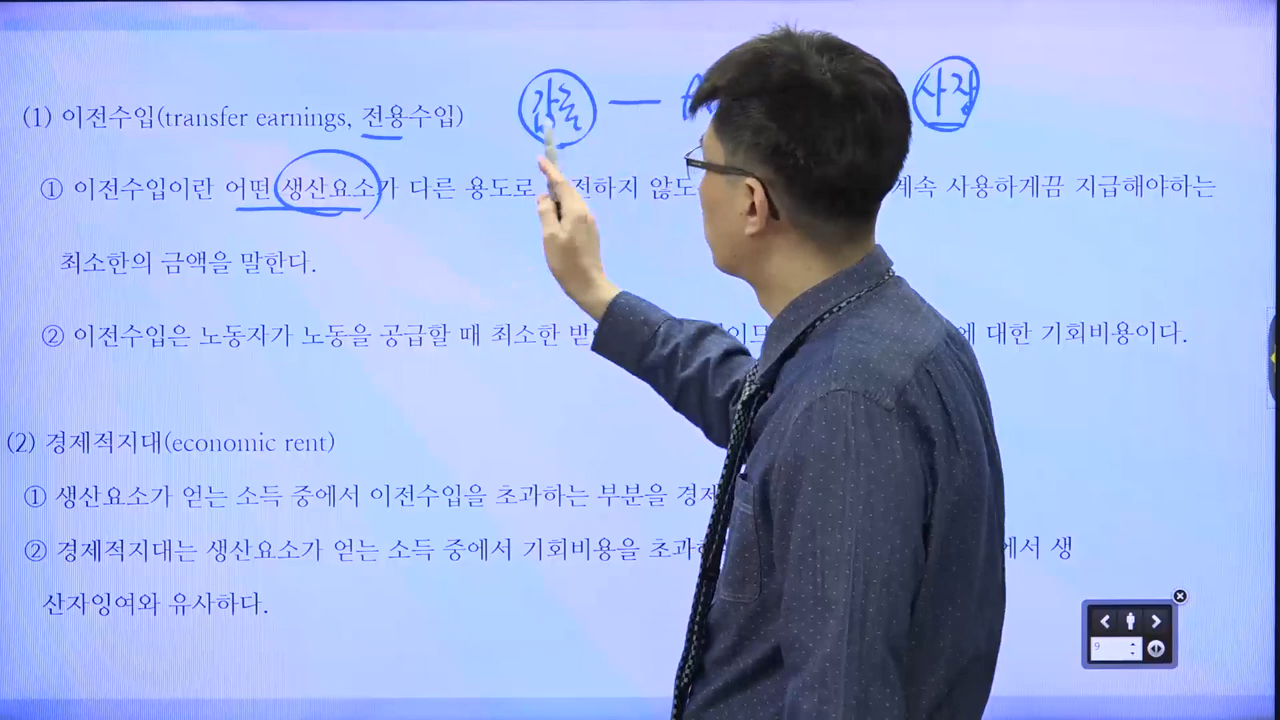 (1) 이전수입(transfer earnings, 전용수입)
갑돌 — 사장
① 이전수입이란 어떤 생산요소가 다른 용도로 전하지 않도 계속 사용하게끔 지급해야하는
최소한의 금액을 말한다.
② 이전수입은 노동자가 노동을 공급할 때 최소한 에 대한 기회비용이다.
(2) 경제적지대(economic rent)
① 생산요소가 얻는 소득 중에서 이전수입을 초과하는 부분을
② 경제적지대는 생산요소가 얻는 소득 중에서 기회비용을 에서 생
산자잉여와 유사하다.
9